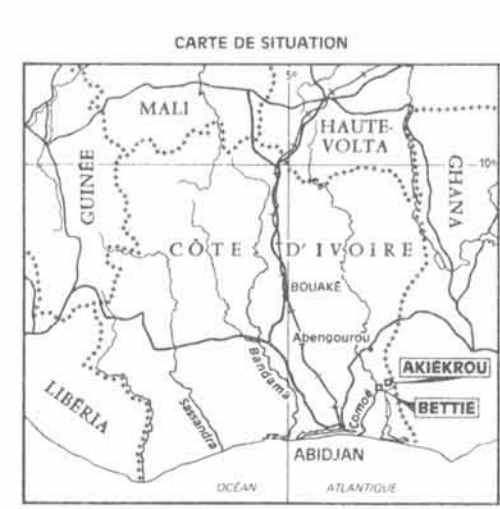 CARTE DE SITUATION
5°
MALI
HAUTE-
VOLTA
GUINÉE
GHANA
10°
CÔTE D'IVOIRE
BOUAKÉ
Abengourou
AKIÉKROU
BETTIÉ
LIBÉRIA
Sassandra
Bandama
Comoé
ABIDJAN
OCÉAN ATLANTIQUE